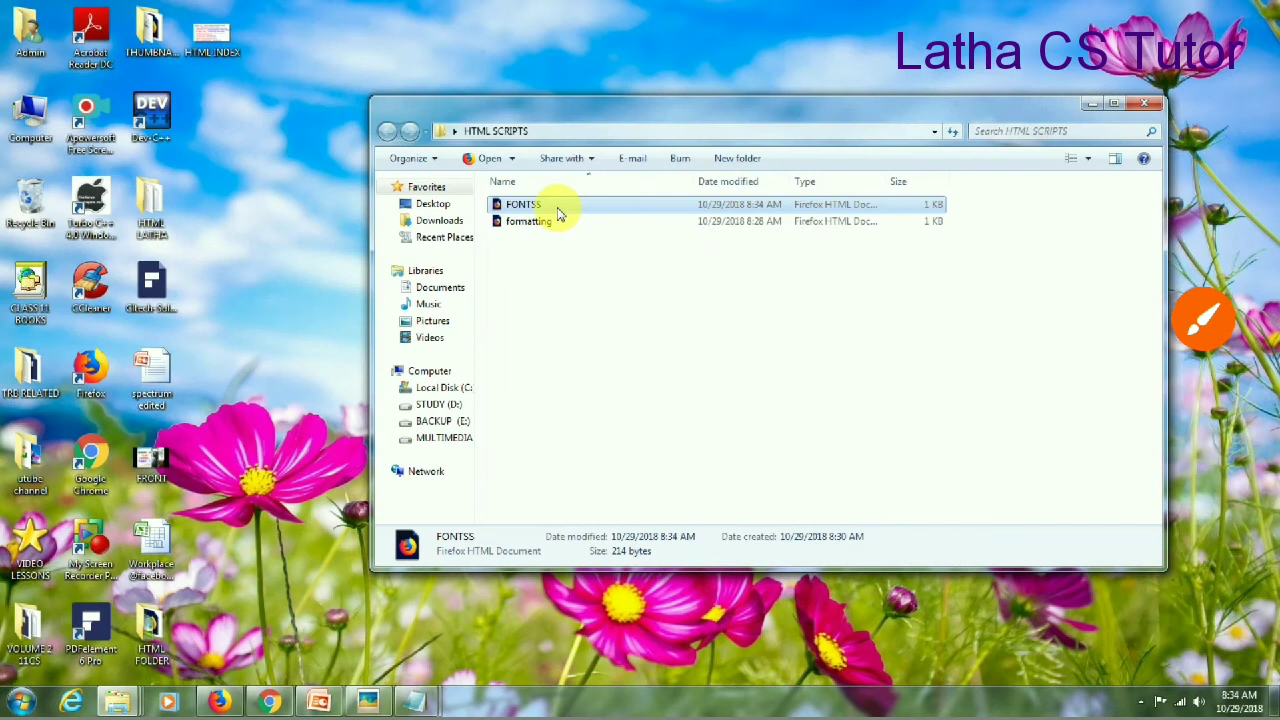 Latha CS Tutor
Admin
Acrobat
Reader DC
THUMBNA...
HTML INDEX
Computer
Apowersoft
Free Scre...
DEV
Dev-C++
Recycle Bin
Turbo C++
4.0 Windo...
HTML
LATHA
CLASS 11
BOOKS
CCleaner
TRB RELATED
Firefox
spectrum
edited
utube
channel
Google
Chrome
FRONT
VIDEO
LESSONS
My Screen
Recorder P...
Workplace
@facebo...
VOLUME 2
11CS
PDFelement
6 Pro
HTML
FOLDER
HTML SCRIPTS
Search HTML SCRIPTS
Organize
Open
Share with
E-mail
Burn
New folder
Name
Date modified
Type
Size
FONTSS
10/29/2018 8:34 AM
Firefox HTML Doc...
1 KB
formatting
10/29/2018 8:28 AM
Firefox HTML Doc...
1 KB
Favorites
Desktop
Downloads
Recent Places
Libraries
Documents
Music
Pictures
Videos
Computer
Local Disk (C:
STUDY (D:)
BACKUP (E:)
MULTIMEDIA
Network
FONTSS
Date modified: 10/29/2018 8:34 AM
Date created: 10/29/2018 8:30 AM
Firefox HTML Document
Size: 214 bytes
8:34 AM
10/29/2018